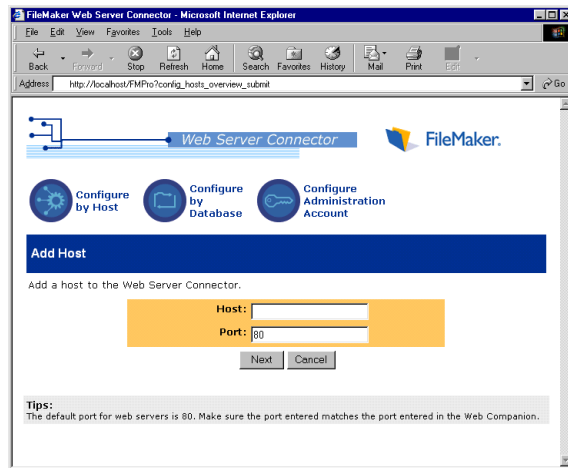 FileMaker Web Server Connector - Microsoft Internet Explorer
File Edit View Favorites Tools Help
Back Forward Stop Refresh Home Search Favorites History Mail Print Edit
Address http://localhost/FMPro?config_hosts_overview_submit Go
Web Server Connector FileMaker.
Configure by Host
Configure by Database
Configure Administration Account
Add Host
Add a host to the Web Server Connector.
Host:
Port: 80
Next Cancel
Tips:
The default port for web servers is 80. Make sure the port entered matches the port entered in the Web Companion.